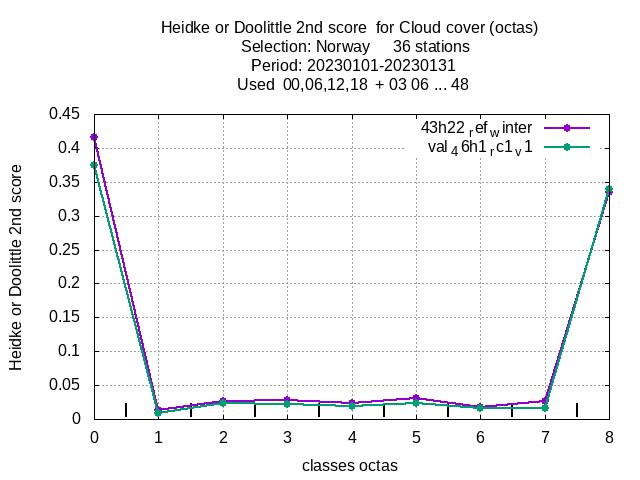 Heidke or Doolittle 2nd score for Cloud cover (octas)
Selection: Norway 36 stations
Period: 20230101-20230131
Used 00,06,12,18 + 03 06 ... 48
43h22 refwinter
val46h1rc1v1
Heidke or Doolittle 2nd score
0.45
0.4
0.35
0.3
0.25
0.2
0.15
0.1
0.05
0
0 1 2 3 4 5 6 7 8
classes octas